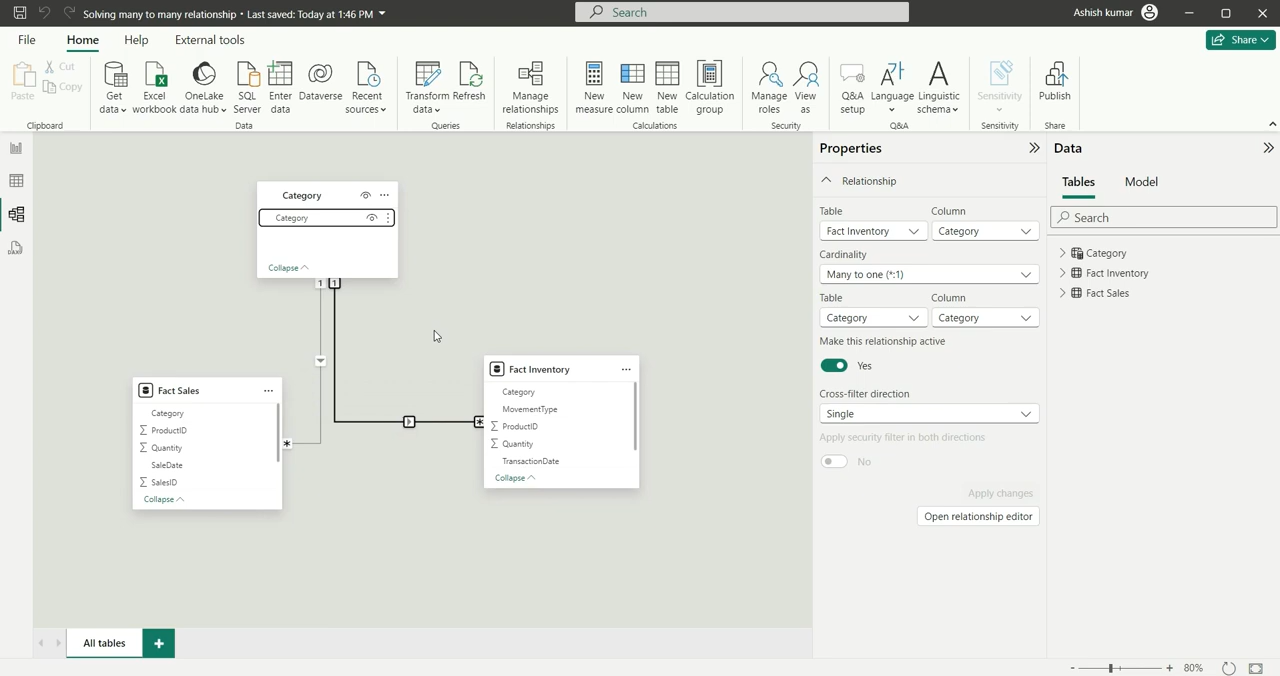 Solving many to many relationship • Last saved: Today at 1:46 PM
Search
Ashish kumar
File
Home
Help
External tools
Share
Paste
Cut
Copy
Get data
Excel workbook
OneLake data hub
SQL Server
Enter data
Dataverse
Recent sources
Transform data
Refresh
Manage relationships
New measure
New column
New table
Calculation group
Manage roles
View as
Q&A setup
Language
Linguistic schema
Sensitivity
Publish
Clipboard
Data
Queries
Relationships
Calculations
Security
Q&A
Sensitivity
Share
Category
Category
Collapse
1
1
Fact Sales
Category
∑ ProductID
∑ Quantity
SaleDate
∑ SalesID
Collapse
*
Fact Inventory
Category
MovementType
∑ ProductID
∑ Quantity
TransactionDate
Collapse
*
Properties
Relationship
Table
Column
Fact Inventory
Category
Cardinality
Many to one (*:1)
Table
Column
Category
Category
Make this relationship active
Yes
Cross-filter direction
Single
Apply security filter in both directions
No
Apply changes
Open relationship editor
Data
Tables
Model
Search
Category
Fact Inventory
Fact Sales
All tables
+
- + 80%